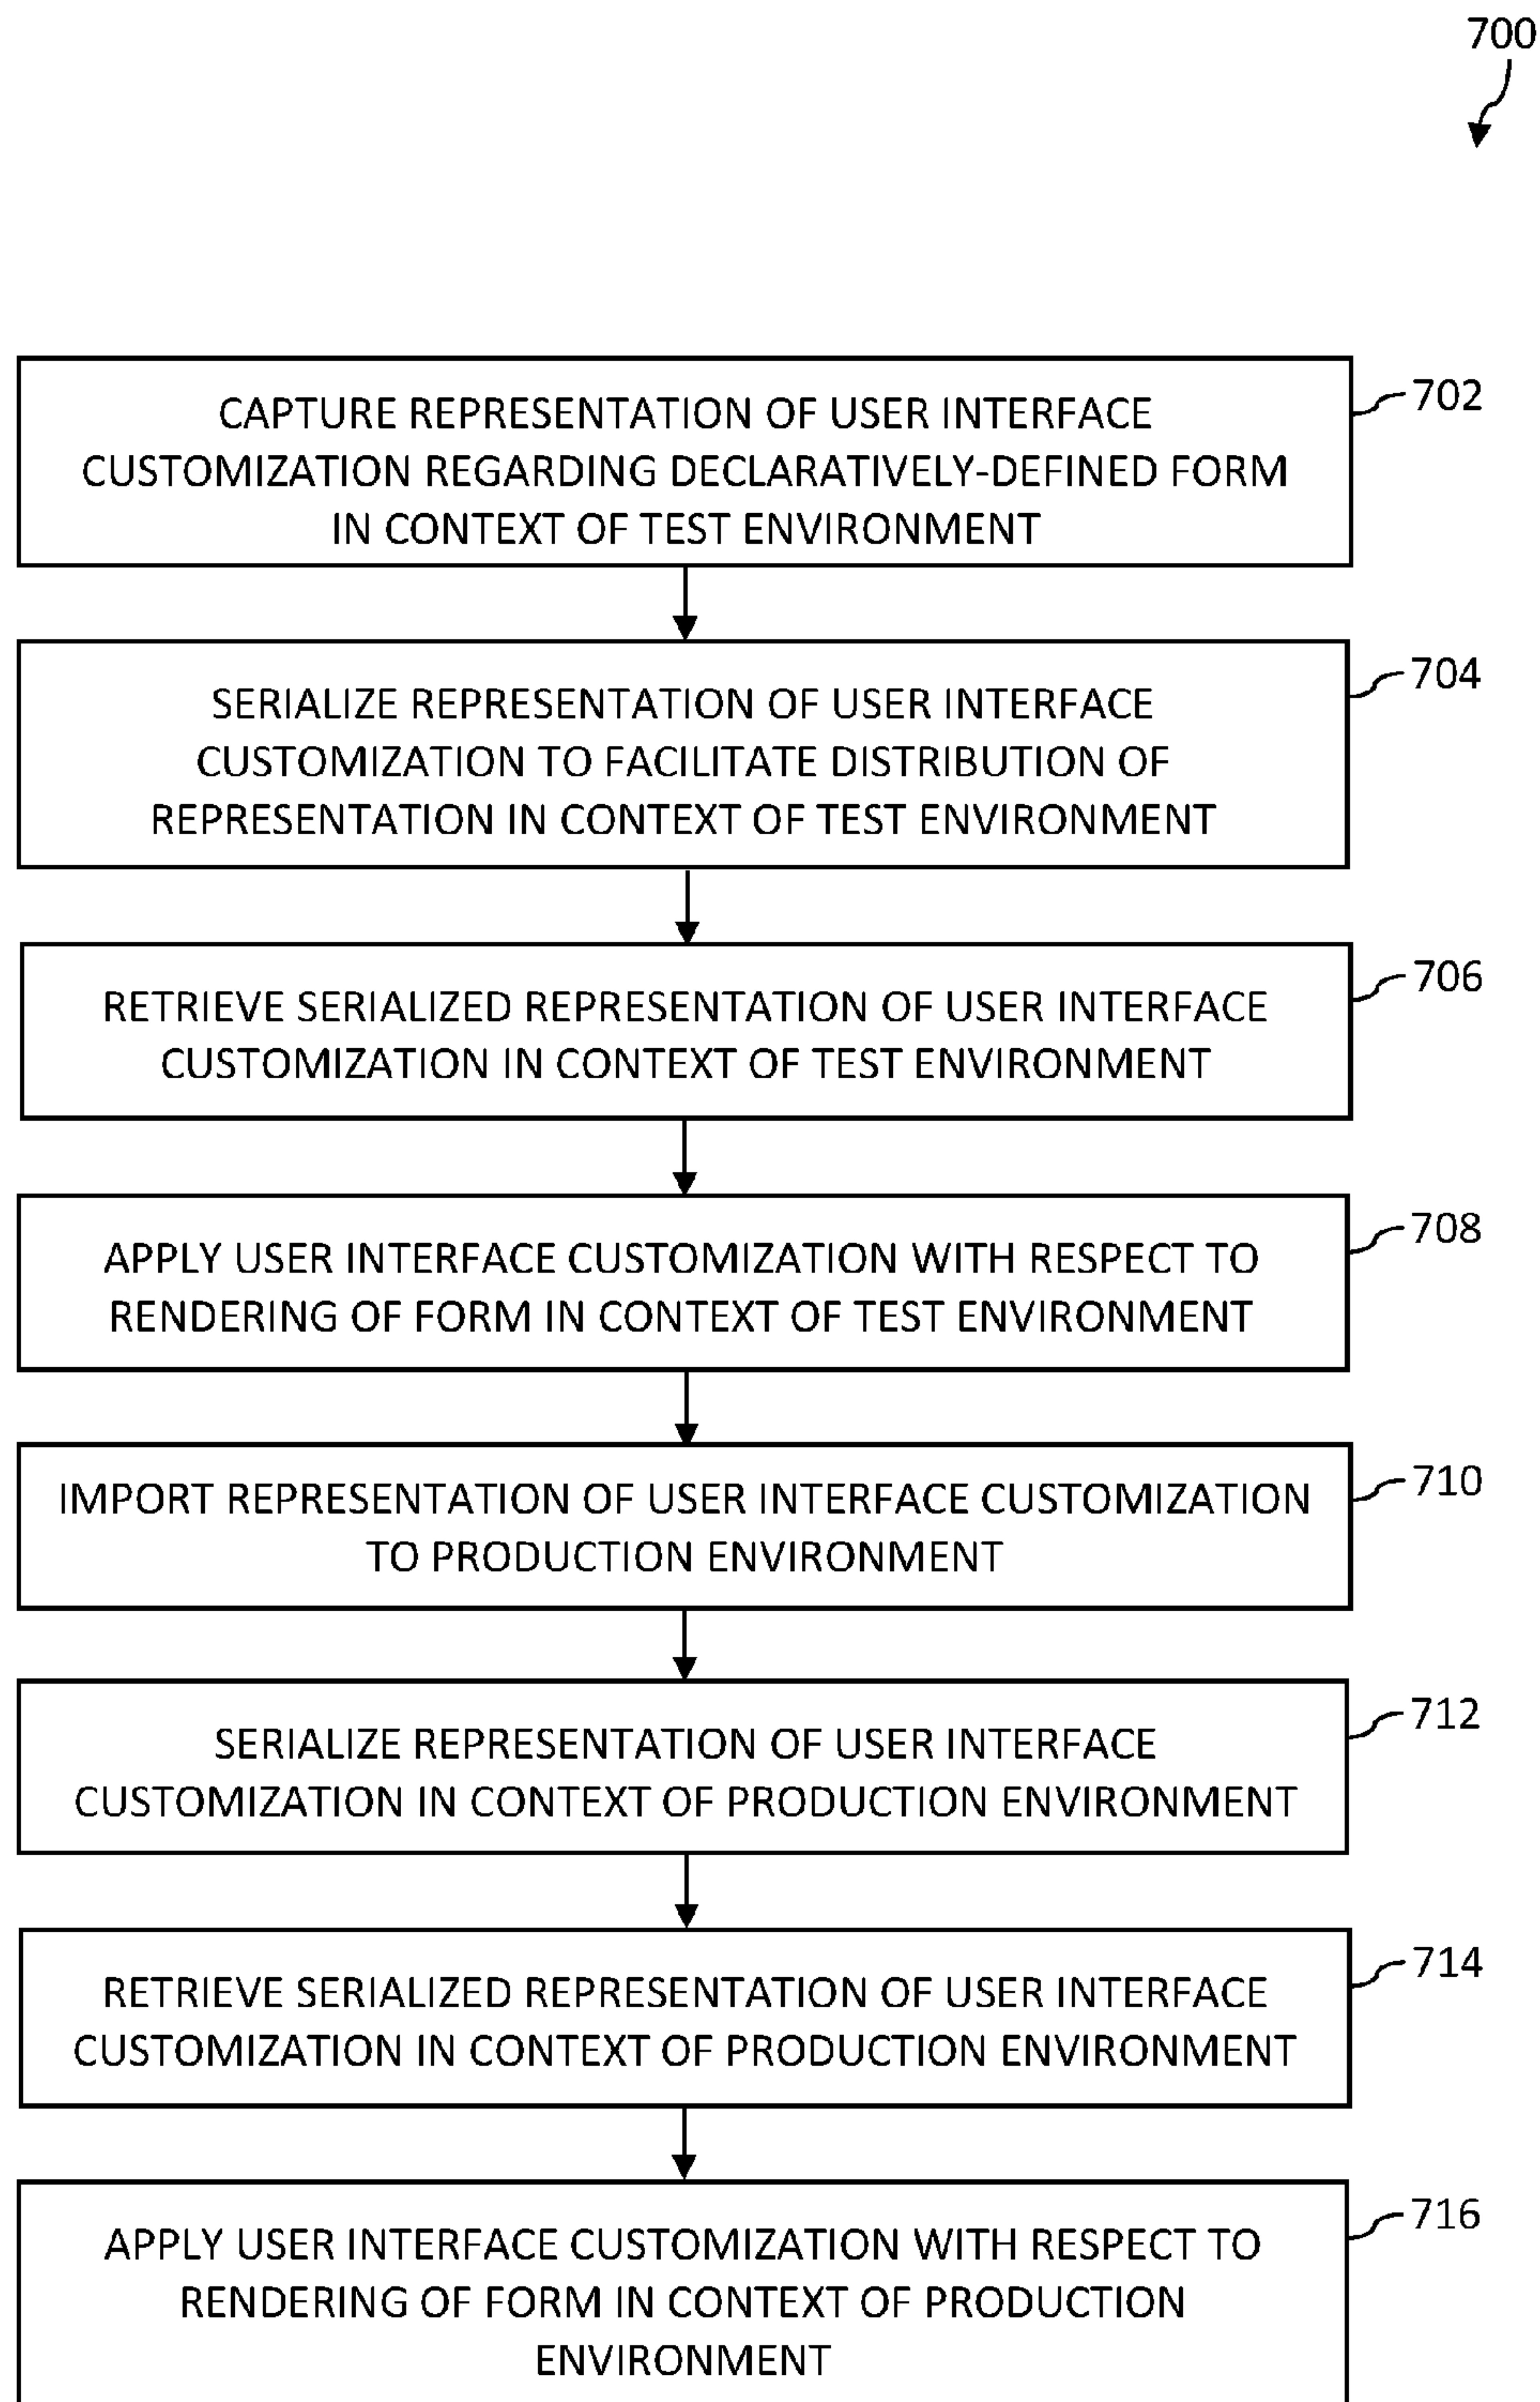 700
CAPTURE REPRESENTATION OF USER INTERFACE
CUSTOMIZATION REGARDING DECLARATIVELY-DEFINED FORM
IN CONTEXT OF TEST ENVIRONMENT
702
SERIALIZE REPRESENTATION OF USER INTERFACE
CUSTOMIZATION TO FACILITATE DISTRIBUTION OF
REPRESENTATION IN CONTEXT OF TEST ENVIRONMENT
704
RETRIEVE SERIALIZED REPRESENTATION OF USER INTERFACE
CUSTOMIZATION IN CONTEXT OF TEST ENVIRONMENT
706
APPLY USER INTERFACE CUSTOMIZATION WITH RESPECT TO
RENDERING OF FORM IN CONTEXT OF TEST ENVIRONMENT
708
IMPORT REPRESENTATION OF USER INTERFACE CUSTOMIZATION
TO PRODUCTION ENVIRONMENT
710
SERIALIZE REPRESENTATION OF USER INTERFACE
CUSTOMIZATION IN CONTEXT OF PRODUCTION ENVIRONMENT
712
RETRIEVE SERIALIZED REPRESENTATION OF USER INTERFACE
CUSTOMIZATION IN CONTEXT OF PRODUCTION ENVIRONMENT
714
APPLY USER INTERFACE CUSTOMIZATION WITH RESPECT TO
RENDERING OF FORM IN CONTEXT OF PRODUCTION
ENVIRONMENT
716